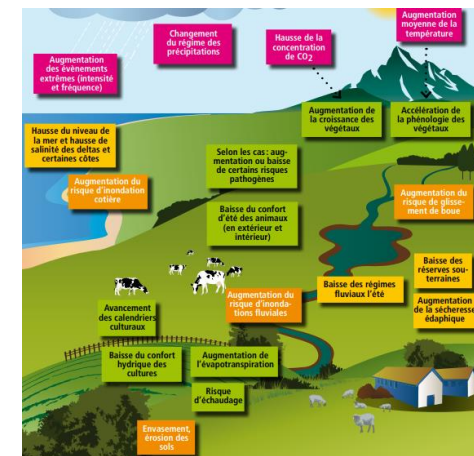 Augmentation
moyenne de la
température
Changement
du régime des
précipitations
Hausse de la
concentration
de CO2
Augmentation
des évènements
extrêmes (intensité
et fréquence)
Augmentation de
la croissance des
végétaux
Accélération de
la phénologie des
végétaux
Hausse du niveau de
la mer et hausse de
salinité des deltas et
certaines côtes
Selon les cas : aug-
mentation ou baisse
de certains risques
pathogènes
Augmentation du
risque d'inondation
cotière
Augmentation du
risque de glisse-
ment de boue
Baisse du confort
d'été des animaux
(en extérieur et
intérieur)
Baisse des
réserves sou-
terraines
Baisse des régimes
fluviaux l'été
Augmentation du
risque d'inonda-
tions fluviales
Augmentation
de la sécheresse
édaphique
Avancement
des calendriers
culturaux
Baisse du confort
hydrique des
cultures
Augmentation de
l'évapotranspiration
Risque
d'échaudage
Envasement,
érosion des
sols